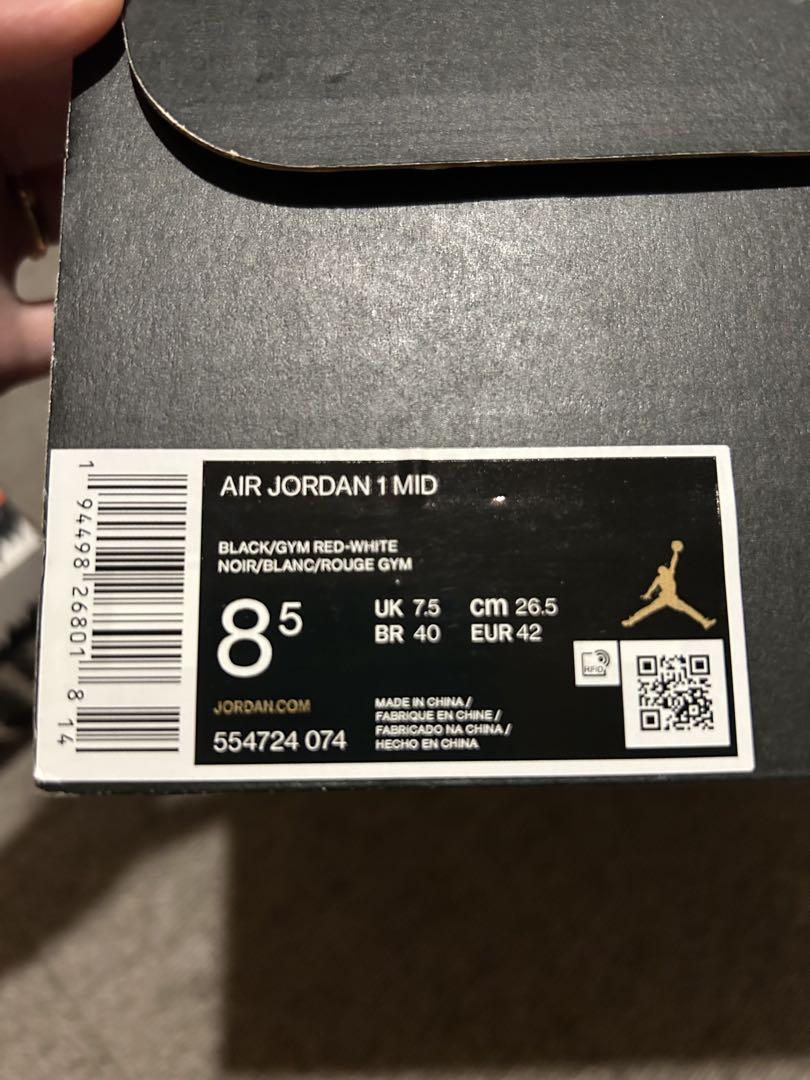 AIR JORDAN 1 MID
BLACK/GYM RED-WHITE
NOIR/BLANC/ROUGE GYM
8 5
UK 7.5 cm 26.5
BR 40 EUR 42
RFID
JORDAN.COM
554724 074
MADE IN CHINA /
FABRIQUE EN CHINE /
FABRICADO NA CHINA /
HECHO EN CHINA
1 94498 26801 8 14